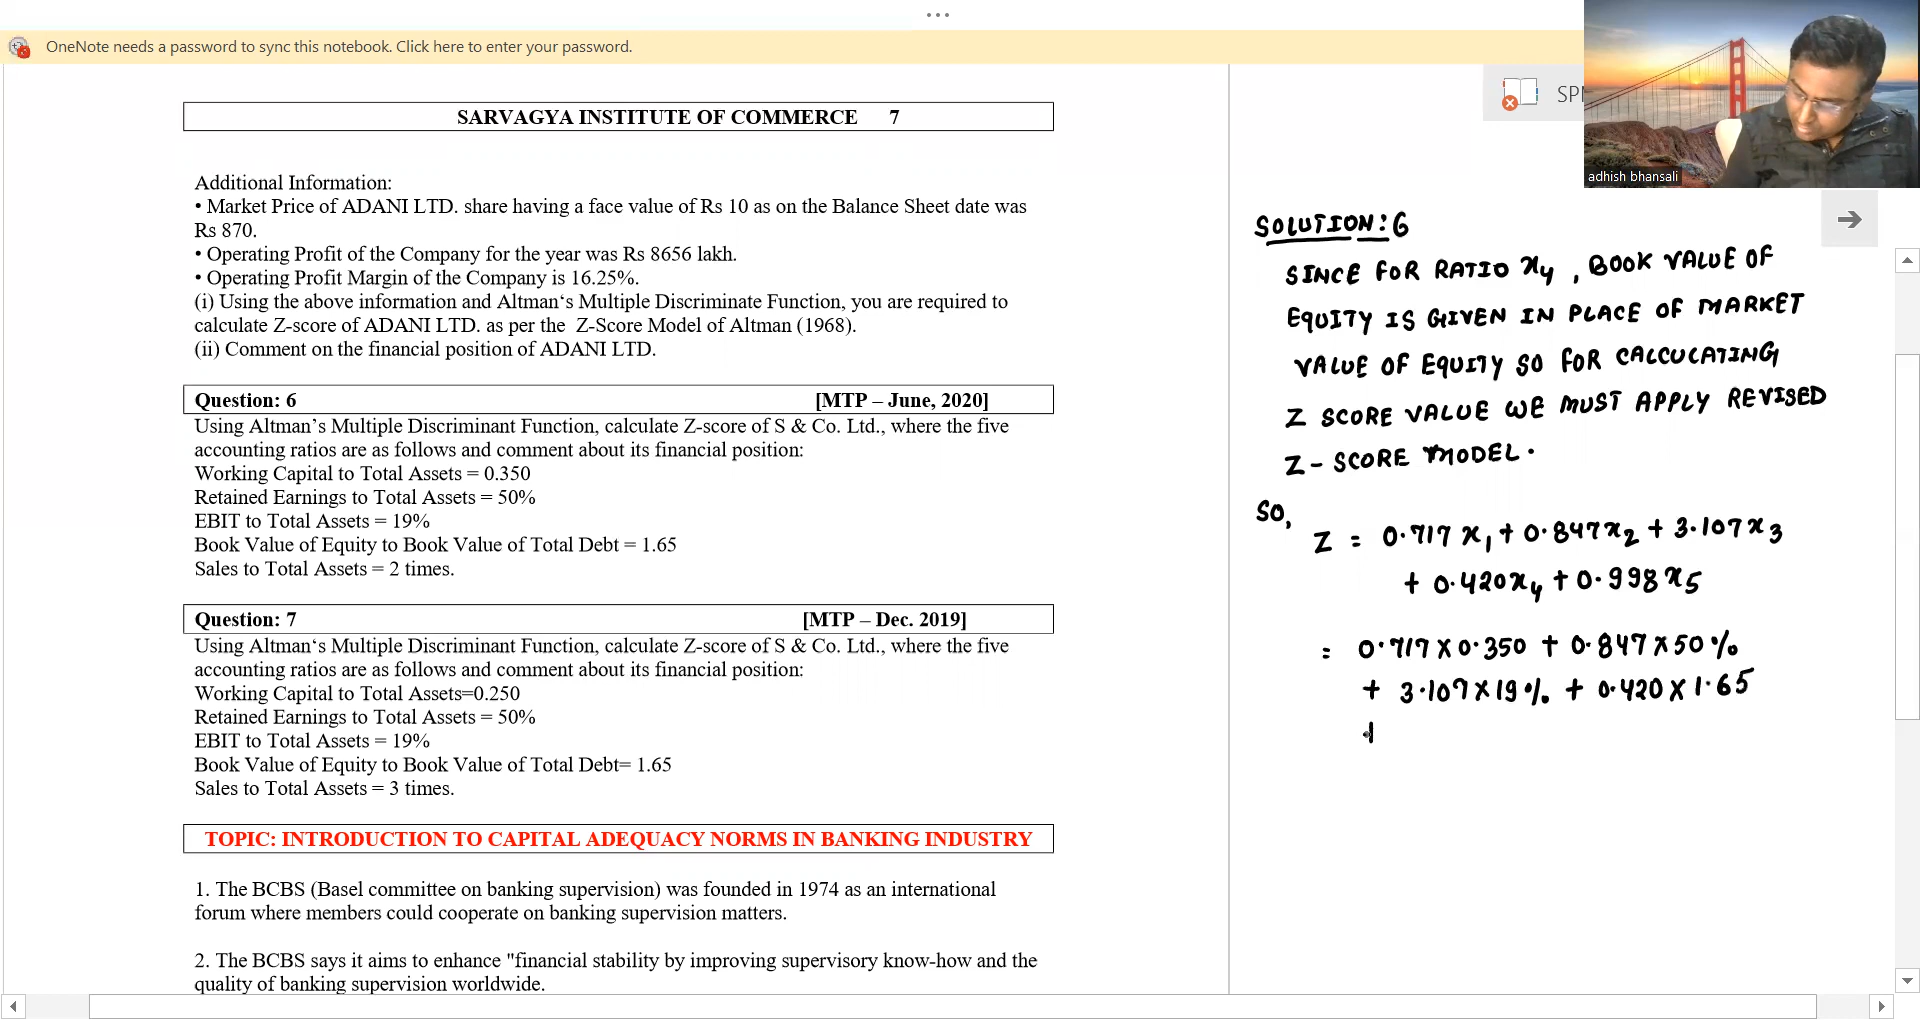 OneNote needs a password to sync this notebook. Click here to enter your password.
SPI
adhish bhansali
SARVAGYA INSTITUTE OF COMMERCE 7
Additional Information:
• Market Price of ADANI LTD. share having a face value of Rs 10 as on the Balance Sheet date was
Rs 870.
• Operating Profit of the Company for the year was Rs 8656 lakh.
• Operating Profit Margin of the Company is 16.25%.
(i) Using the above information and Altman‘s Multiple Discriminate Function, you are required to
calculate Z-score of ADANI LTD. as per the Z-Score Model of Altman (1968).
(ii) Comment on the financial position of ADANI LTD.
Question: 6 [MTP – June, 2020]
Using Altman’s Multiple Discriminant Function, calculate Z-score of S & Co. Ltd., where the five
accounting ratios are as follows and comment about its financial position:
Working Capital to Total Assets = 0.350
Retained Earnings to Total Assets = 50%
EBIT to Total Assets = 19%
Book Value of Equity to Book Value of Total Debt = 1.65
Sales to Total Assets = 2 times.
Question: 7 [MTP – Dec. 2019]
Using Altman‘s Multiple Discriminant Function, calculate Z-score of S & Co. Ltd., where the five
accounting ratios are as follows and comment about its financial position:
Working Capital to Total Assets=0.250
Retained Earnings to Total Assets = 50%
EBIT to Total Assets = 19%
Book Value of Equity to Book Value of Total Debt= 1.65
Sales to Total Assets = 3 times.
TOPIC: INTRODUCTION TO CAPITAL ADEQUACY NORMS IN BANKING INDUSTRY
1. The BCBS (Basel committee on banking supervision) was founded in 1974 as an international
forum where members could cooperate on banking supervision matters.
2. The BCBS says it aims to enhance "financial stability by improving supervisory know-how and the
quality of banking supervision worldwide.
SOLUTION: 6
SINCE FOR RATIO x4, BOOK VALUE OF
EQUITY IS GIVEN IN PLACE OF MARKET
VALUE OF EQUITY SO FOR CALCULATING
Z SCORE VALUE WE MUST APPLY REVISED
Z - SCORE MODEL.
SO,
Z = 0.717 x1 + 0.847x2 + 3.107x3
+ 0.420x4 + 0.998x5
= 0.717 x 0.350 + 0.847 x 50%
+ 3.107 x 19% + 0.420 x 1.65